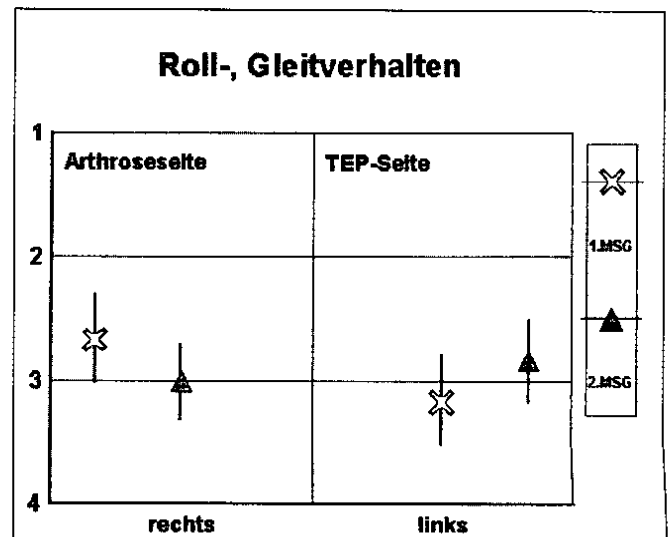 Roll-, Gleitverhalten
1
Arthroseseite
TEP-Seite
1.MSG
2
2.MSG
3
4
rechts
links